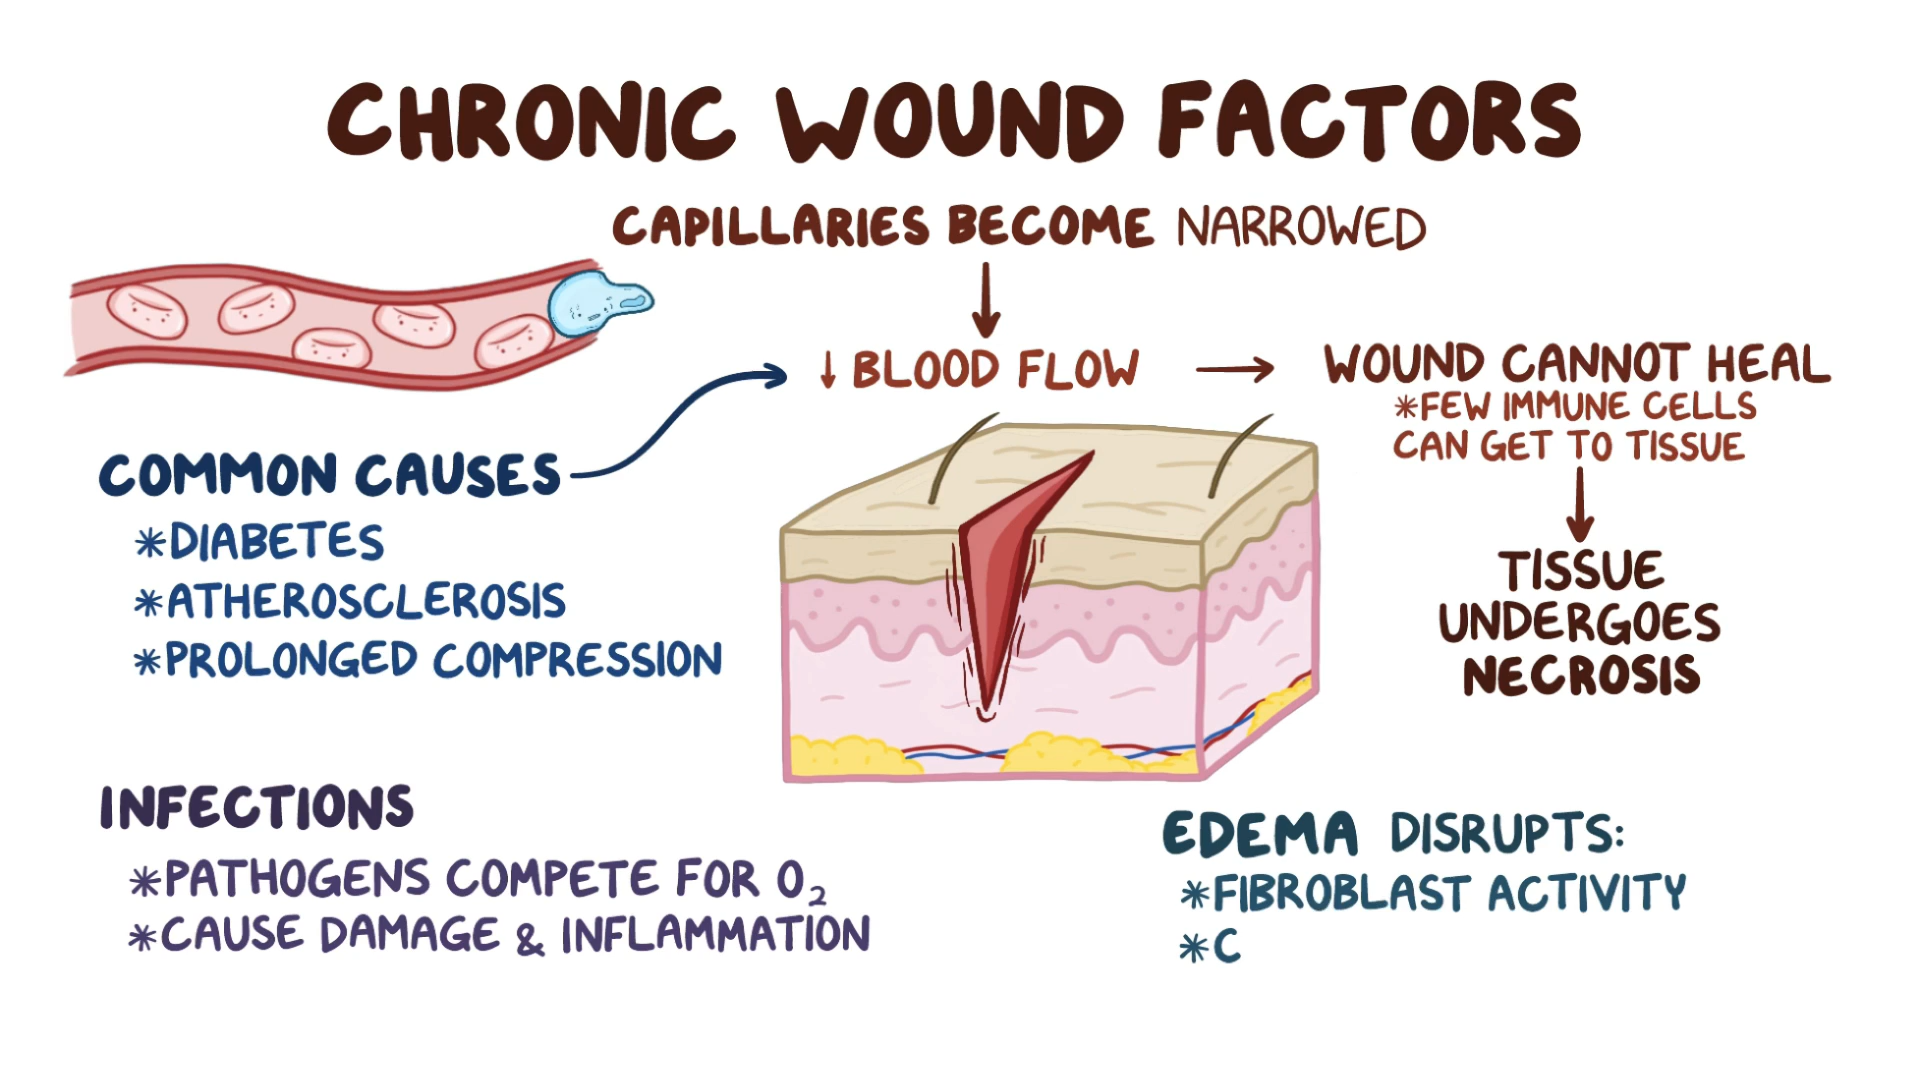 CHRONIC WOUND FACTORS
CAPILLARIES BECOME NARROWED
↓ BLOOD FLOW → WOUND CANNOT HEAL
*FEW IMMUNE CELLS
CAN GET TO TISSUE
TISSUE
UNDERGOES
NECROSIS
COMMON CAUSES
*DIABETES
*ATHEROSCLEROSIS
*PROLONGED COMPRESSION
INFECTIONS
*PATHOGENS COMPETE FOR O₂
*CAUSE DAMAGE & INFLAMMATION
EDEMA DISRUPTS:
*FIBROBLAST ACTIVITY
*C